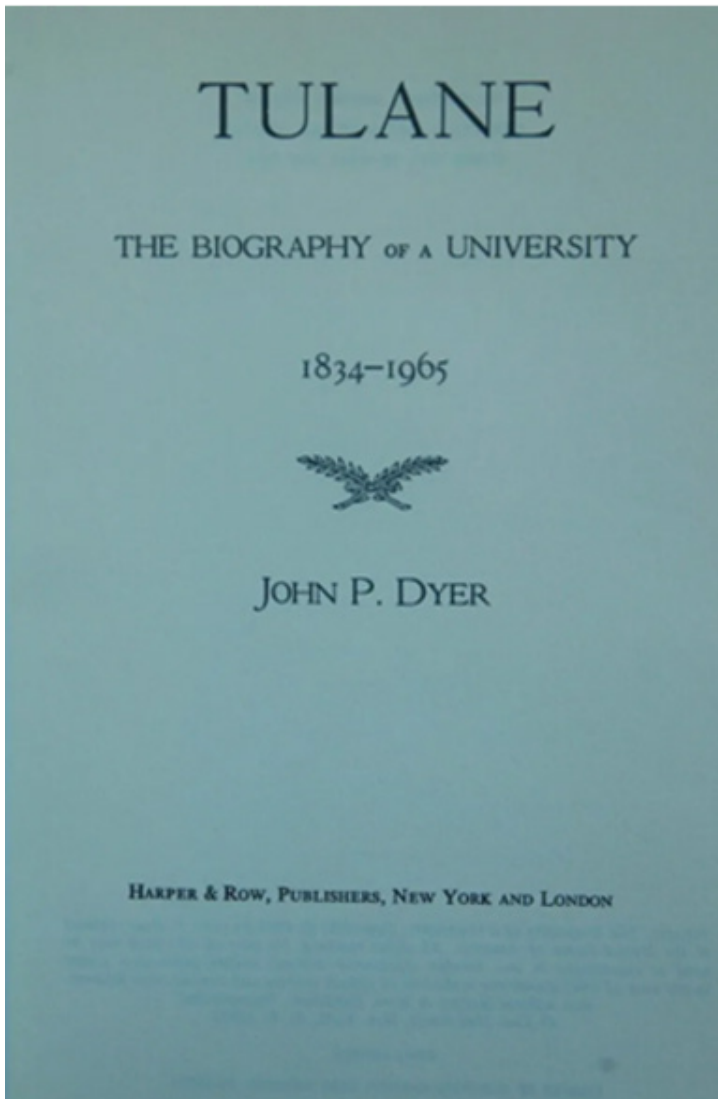 TULANE
THE BIOGRAPHY OF A UNIVERSITY
1834–1965
JOHN P. DYER
HARPER & ROW, PUBLISHERS, NEW YORK AND LONDON